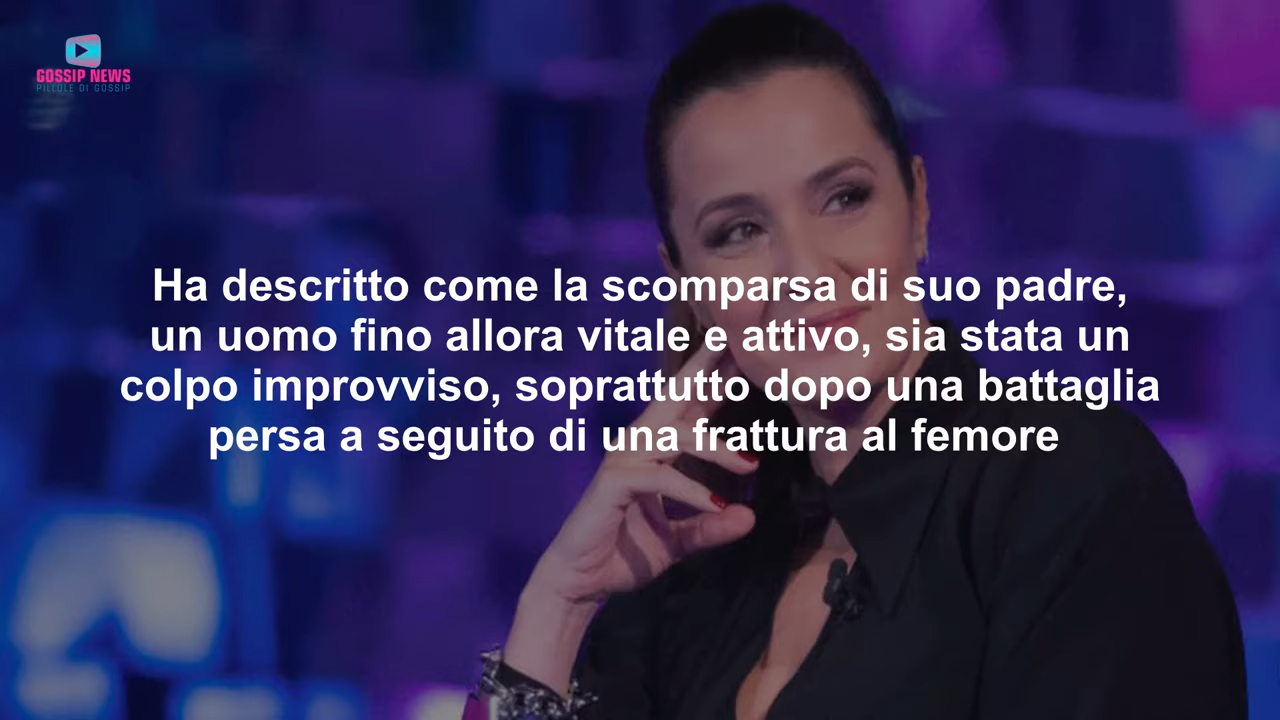 GOSSIP NEWS
PILLOLE DI GOSSIP
Ha descritto come la scomparsa di suo padre,
un uomo fino allora vitale e attivo, sia stata un
colpo improvviso, soprattutto dopo una battaglia
persa a seguito di una frattura al femore